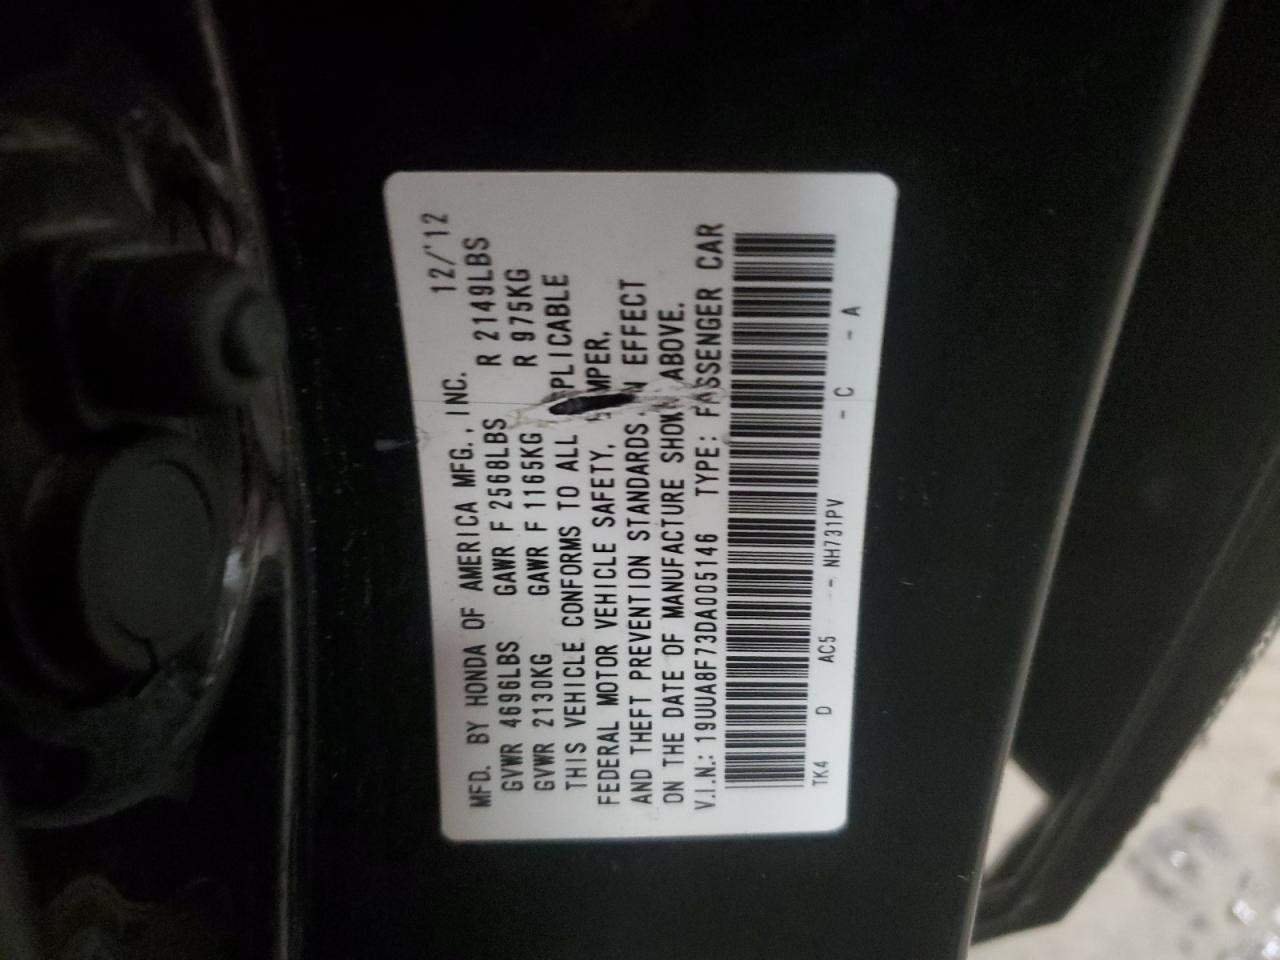 MFD. BY HONDA OF AMERICA MFG., INC. 12/'12
GVWR 4696LBS GAWR F 2568LBS R 2149LBS
GVWR 2130KG GAWR F 1165KG R 975KG
THIS VEHICLE CONFORMS TO ALL PPLICABLE
FEDERAL MOTOR VEHICLE SAFETY, MPER,
AND THEFT PREVENTION STANDARDS N EFFECT
ON THE DATE OF MANUFACTURE SHOW ABOVE.
V.I.N.: 19UUA8F73DA005146 TYPE: PASSENGER CAR
TK4 D AC5 - NH731PV - C - A